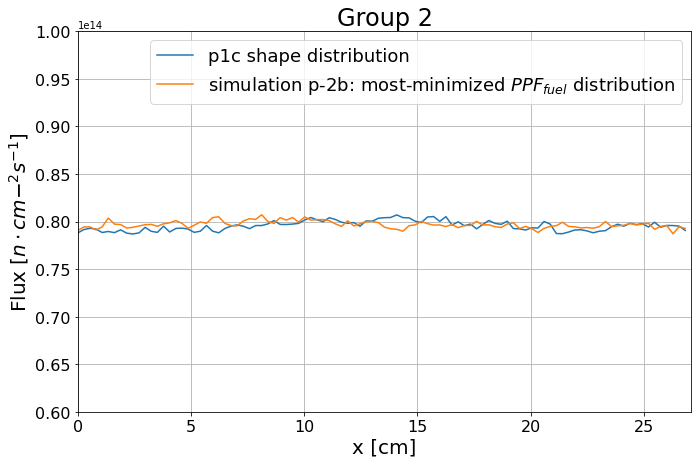 Group 2
1e14
p1c shape distribution
simulation p-2b: most-minimized PPF_fuel distribution
1.00
0.95
0.90
0.85
0.80
0.75
0.70
0.65
0.60
Flux [n · cm−²s⁻¹]
0 5 10 15 20 25
x [cm]